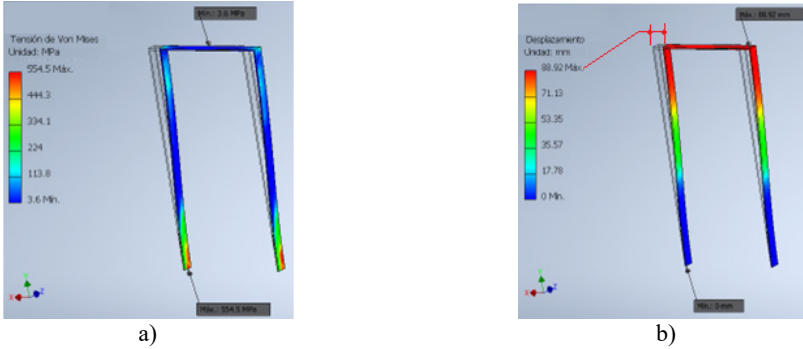 Mín.: 3.6 MPa
Tensión de Von Mises
Unidad: MPa
554.5 Máx.
444.3
334.1
224
113.8
3.6 Mín.
Y
X
Z
Máx.: 554.5 MPa
a)
Máx.: 88.92 mm
Desplazamiento
Unidad: mm
88.92 Máx.
71.13
53.35
35.57
17.78
0 Mín.
Y
X
Z
Mín.: 0 mm
b)